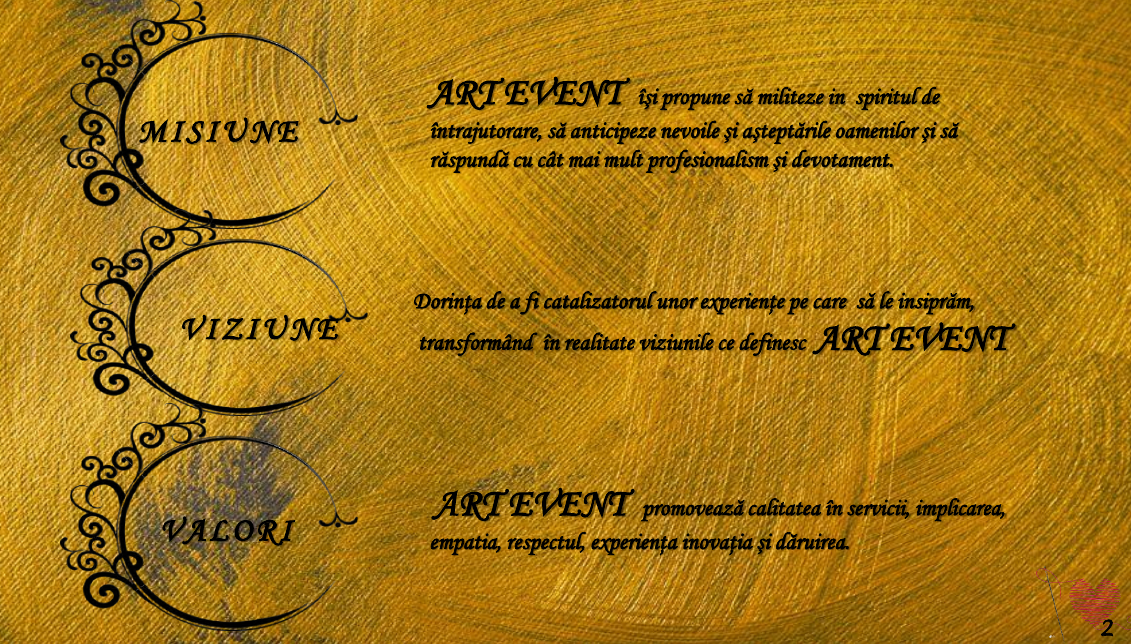 MISIUNE
ART EVENT își propune să militeze in spiritul de
întrajutorare, să anticipeze nevoile și așteptările oamenilor și să
răspundă cu cât mai mult profesionalism și devotament.
VIZIUNE
Dorința de a fi catalizatorul unor experiențe pe care să le insiprăm,
transformând în realitate viziunile ce definesc ART EVENT
VALORI
ART EVENT promovează calitatea în servicii, implicarea,
empatia, respectul, experiența inovația și dăruirea.
2